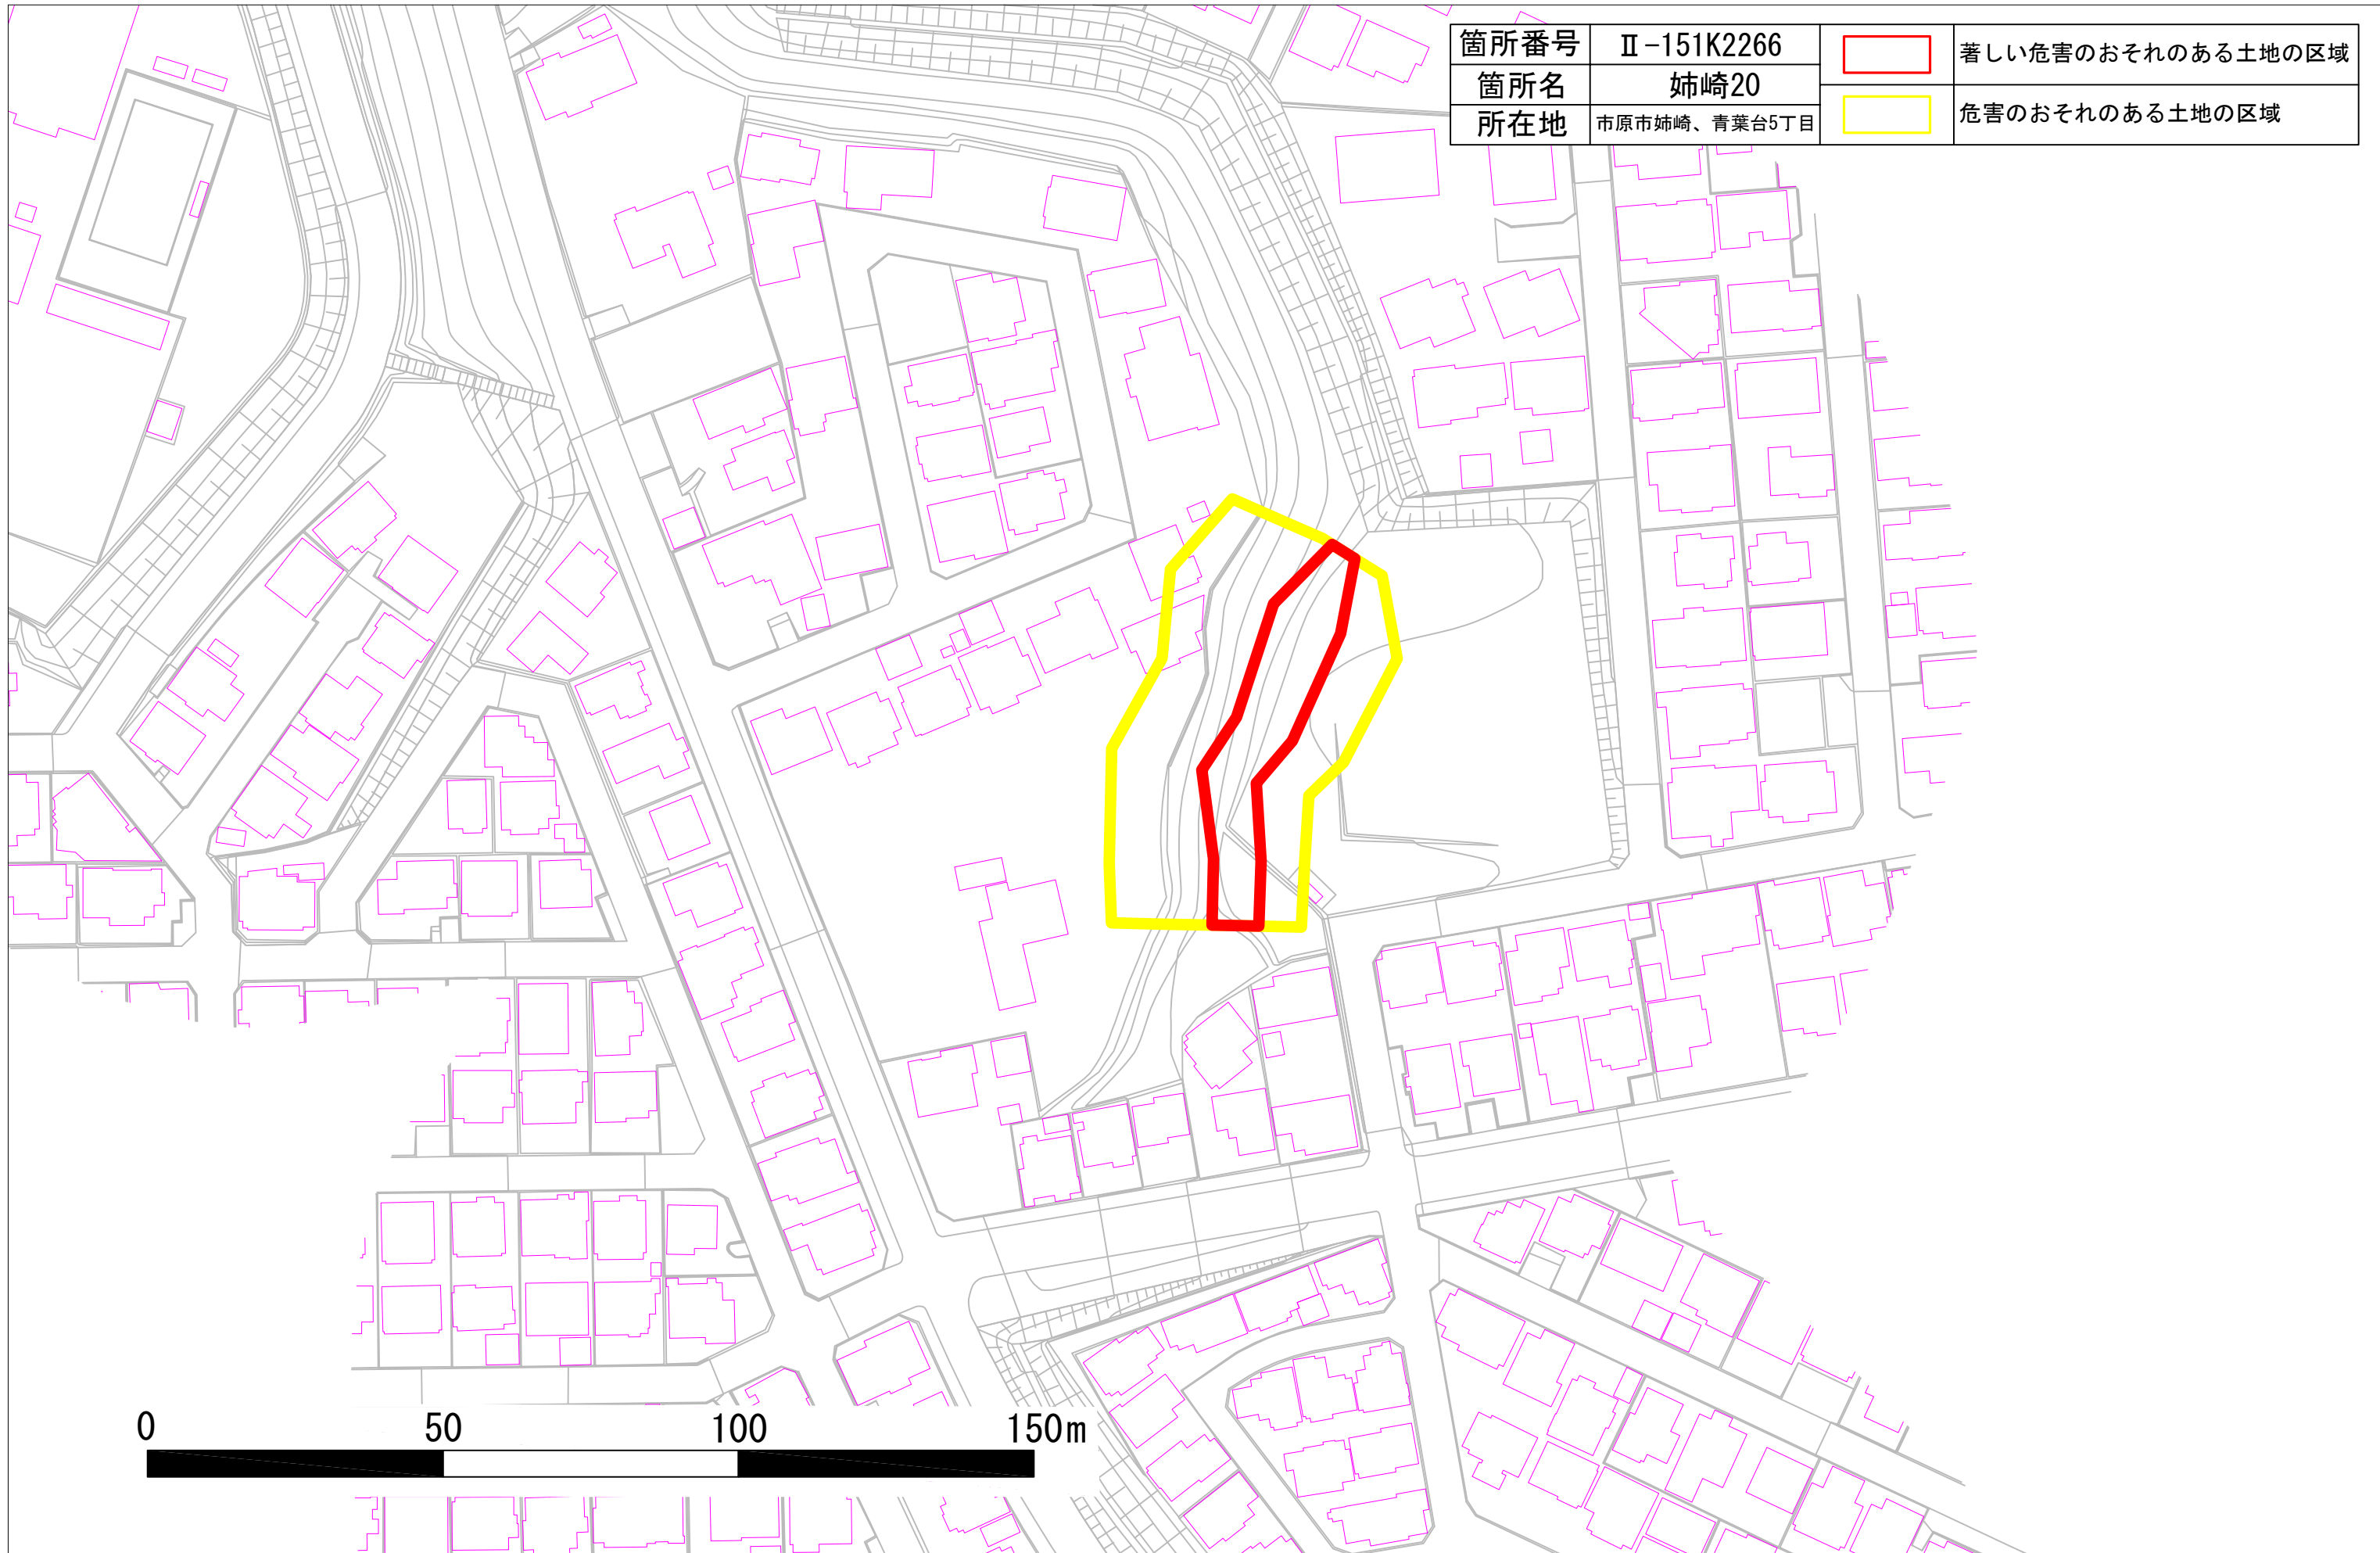 箇所番号 Ⅱ-151K2266
著しい危害のおそれのある土地の区域
箇所名 姉崎20
危害のおそれのある土地の区域
所在地 市原市姉崎、青葉台5丁目
0 50 100 150m